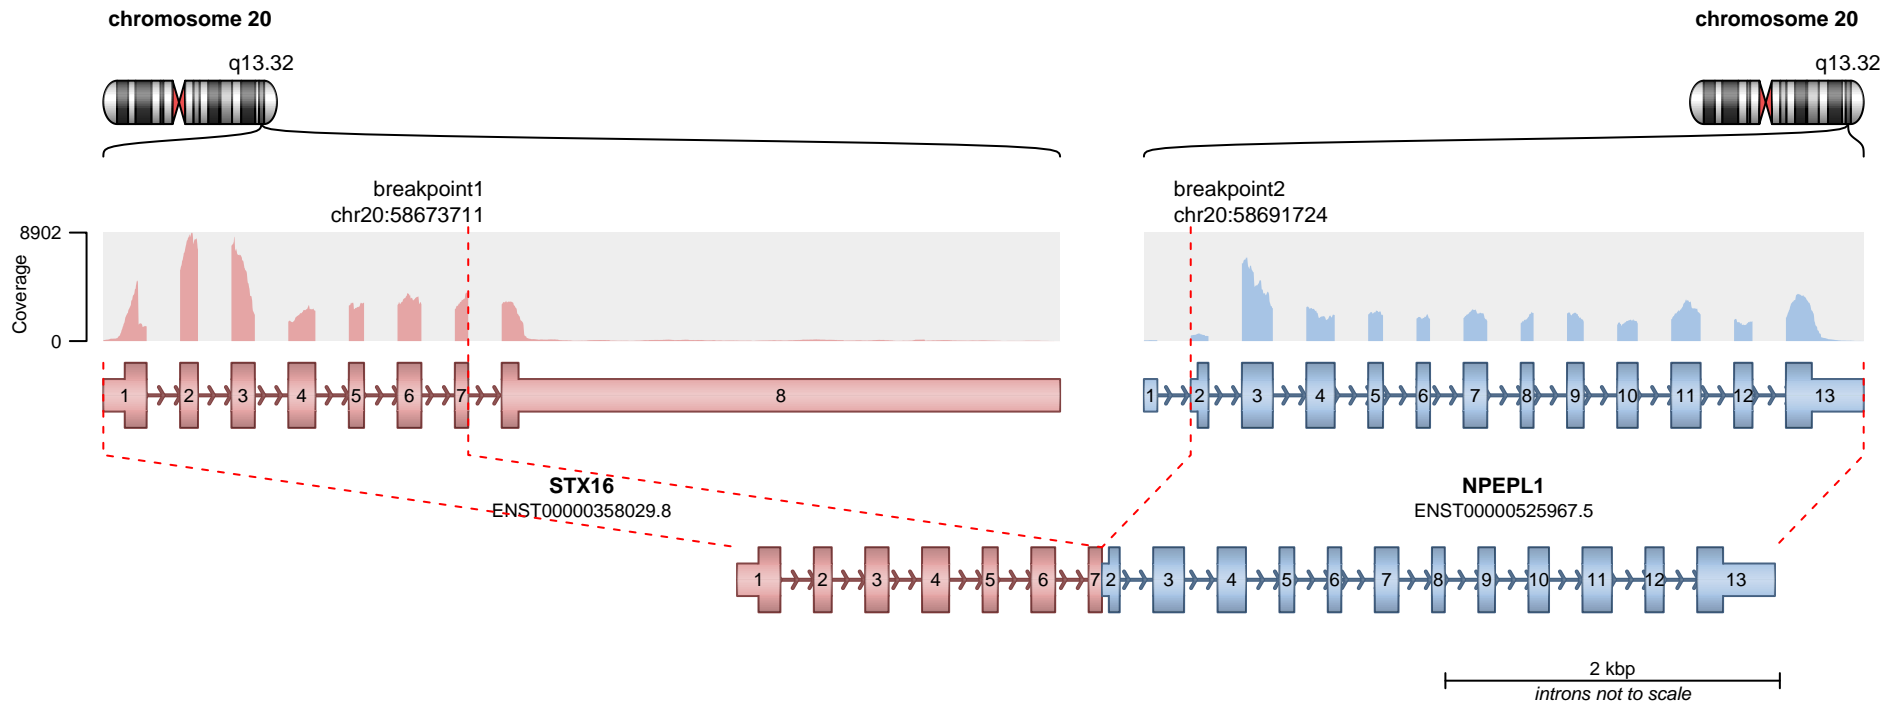 chromosome 20
chromosome 20
q13.32
q13.32
breakpoint1
chr20:58673711
breakpoint2
chr20:58691724
8902
Coverage
0
1 2 3 4 5 6 7 8
1 2 3 4 5 6 7 8 9 10 11 12 13
STX16
ENST00000358029.8
NPEPL1
ENST00000525967.5
1 2 3 4 5 6 7 2 3 4 5 6 7 8 9 10 11 12 13
2 kbp
introns not to scale